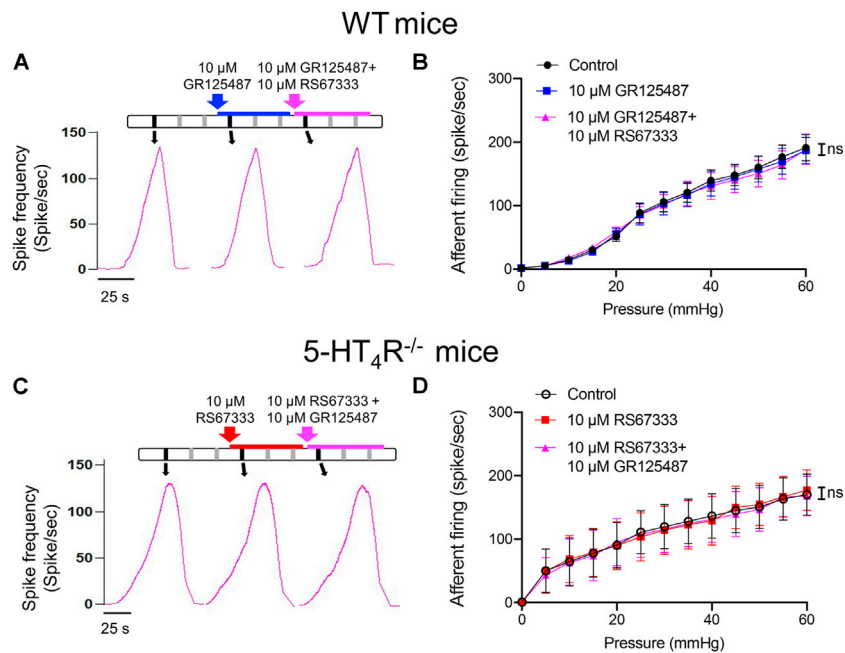 WT mice
A
10 µM
GR125487
10 µM GR125487+
10 µM RS67333
150
100
50
0
Spike frequency
(Spike/sec)
25 s
B
Control
10 µM GR125487
10 µM GR125487+
10 µM RS67333
300
200
100
0
Afferent firing (spike/sec)
ns
0
20
40
60
Pressure (mmHg)
5-HT₄R⁻/⁻ mice
C
10 µM
RS67333
10 µM RS67333 +
10 µM GR125487
150
100
50
0
Spike frequency
(Spike/sec)
25 s
D
Control
10 µM RS67333
10 µM RS67333+
10 µM GR125487
300
200
100
0
Afferent firing (spike/sec)
ns
0
20
40
60
Pressure (mmHg)